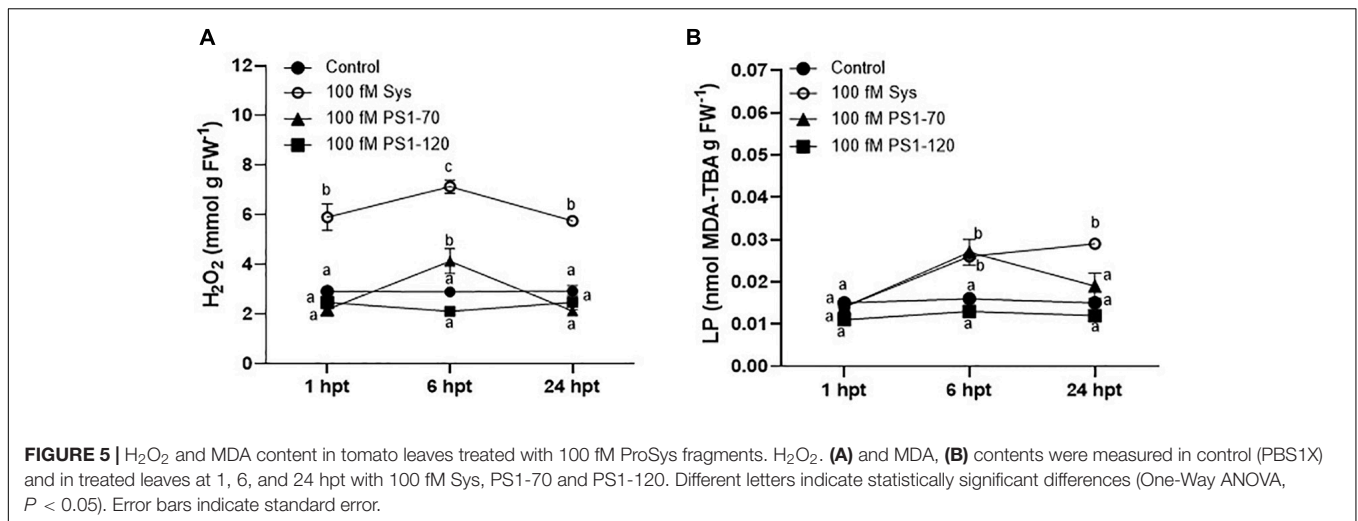 A
12
10
8
6
4
2
0
H₂O₂ (mmol g FW⁻¹)
Control
100 fM Sys
100 fM PS1-70
100 fM PS1-120
b
c
b
a
b
a
a
a
a
a
a
a
1 hpt
6 hpt
24 hpt
B
0.07
0.06
0.05
0.04
0.03
0.02
0.01
0.00
LP (nmol MDA-TBA g FW⁻¹)
Control
100 fM Sys
100 fM PS1-70
100 fM PS1-120
b
b
b
a
a
a
a
a
a
a
a
a
1 hpt
6 hpt
24 hpt
FIGURE 5 | H₂O₂ and MDA content in tomato leaves treated with 100 fM ProSys fragments. H₂O₂. (A) and MDA, (B) contents were measured in control (PBS1X)
and in treated leaves at 1, 6, and 24 hpt with 100 fM Sys, PS1-70 and PS1-120. Different letters indicate statistically significant differences (One-Way ANOVA,
P < 0.05). Error bars indicate standard error.